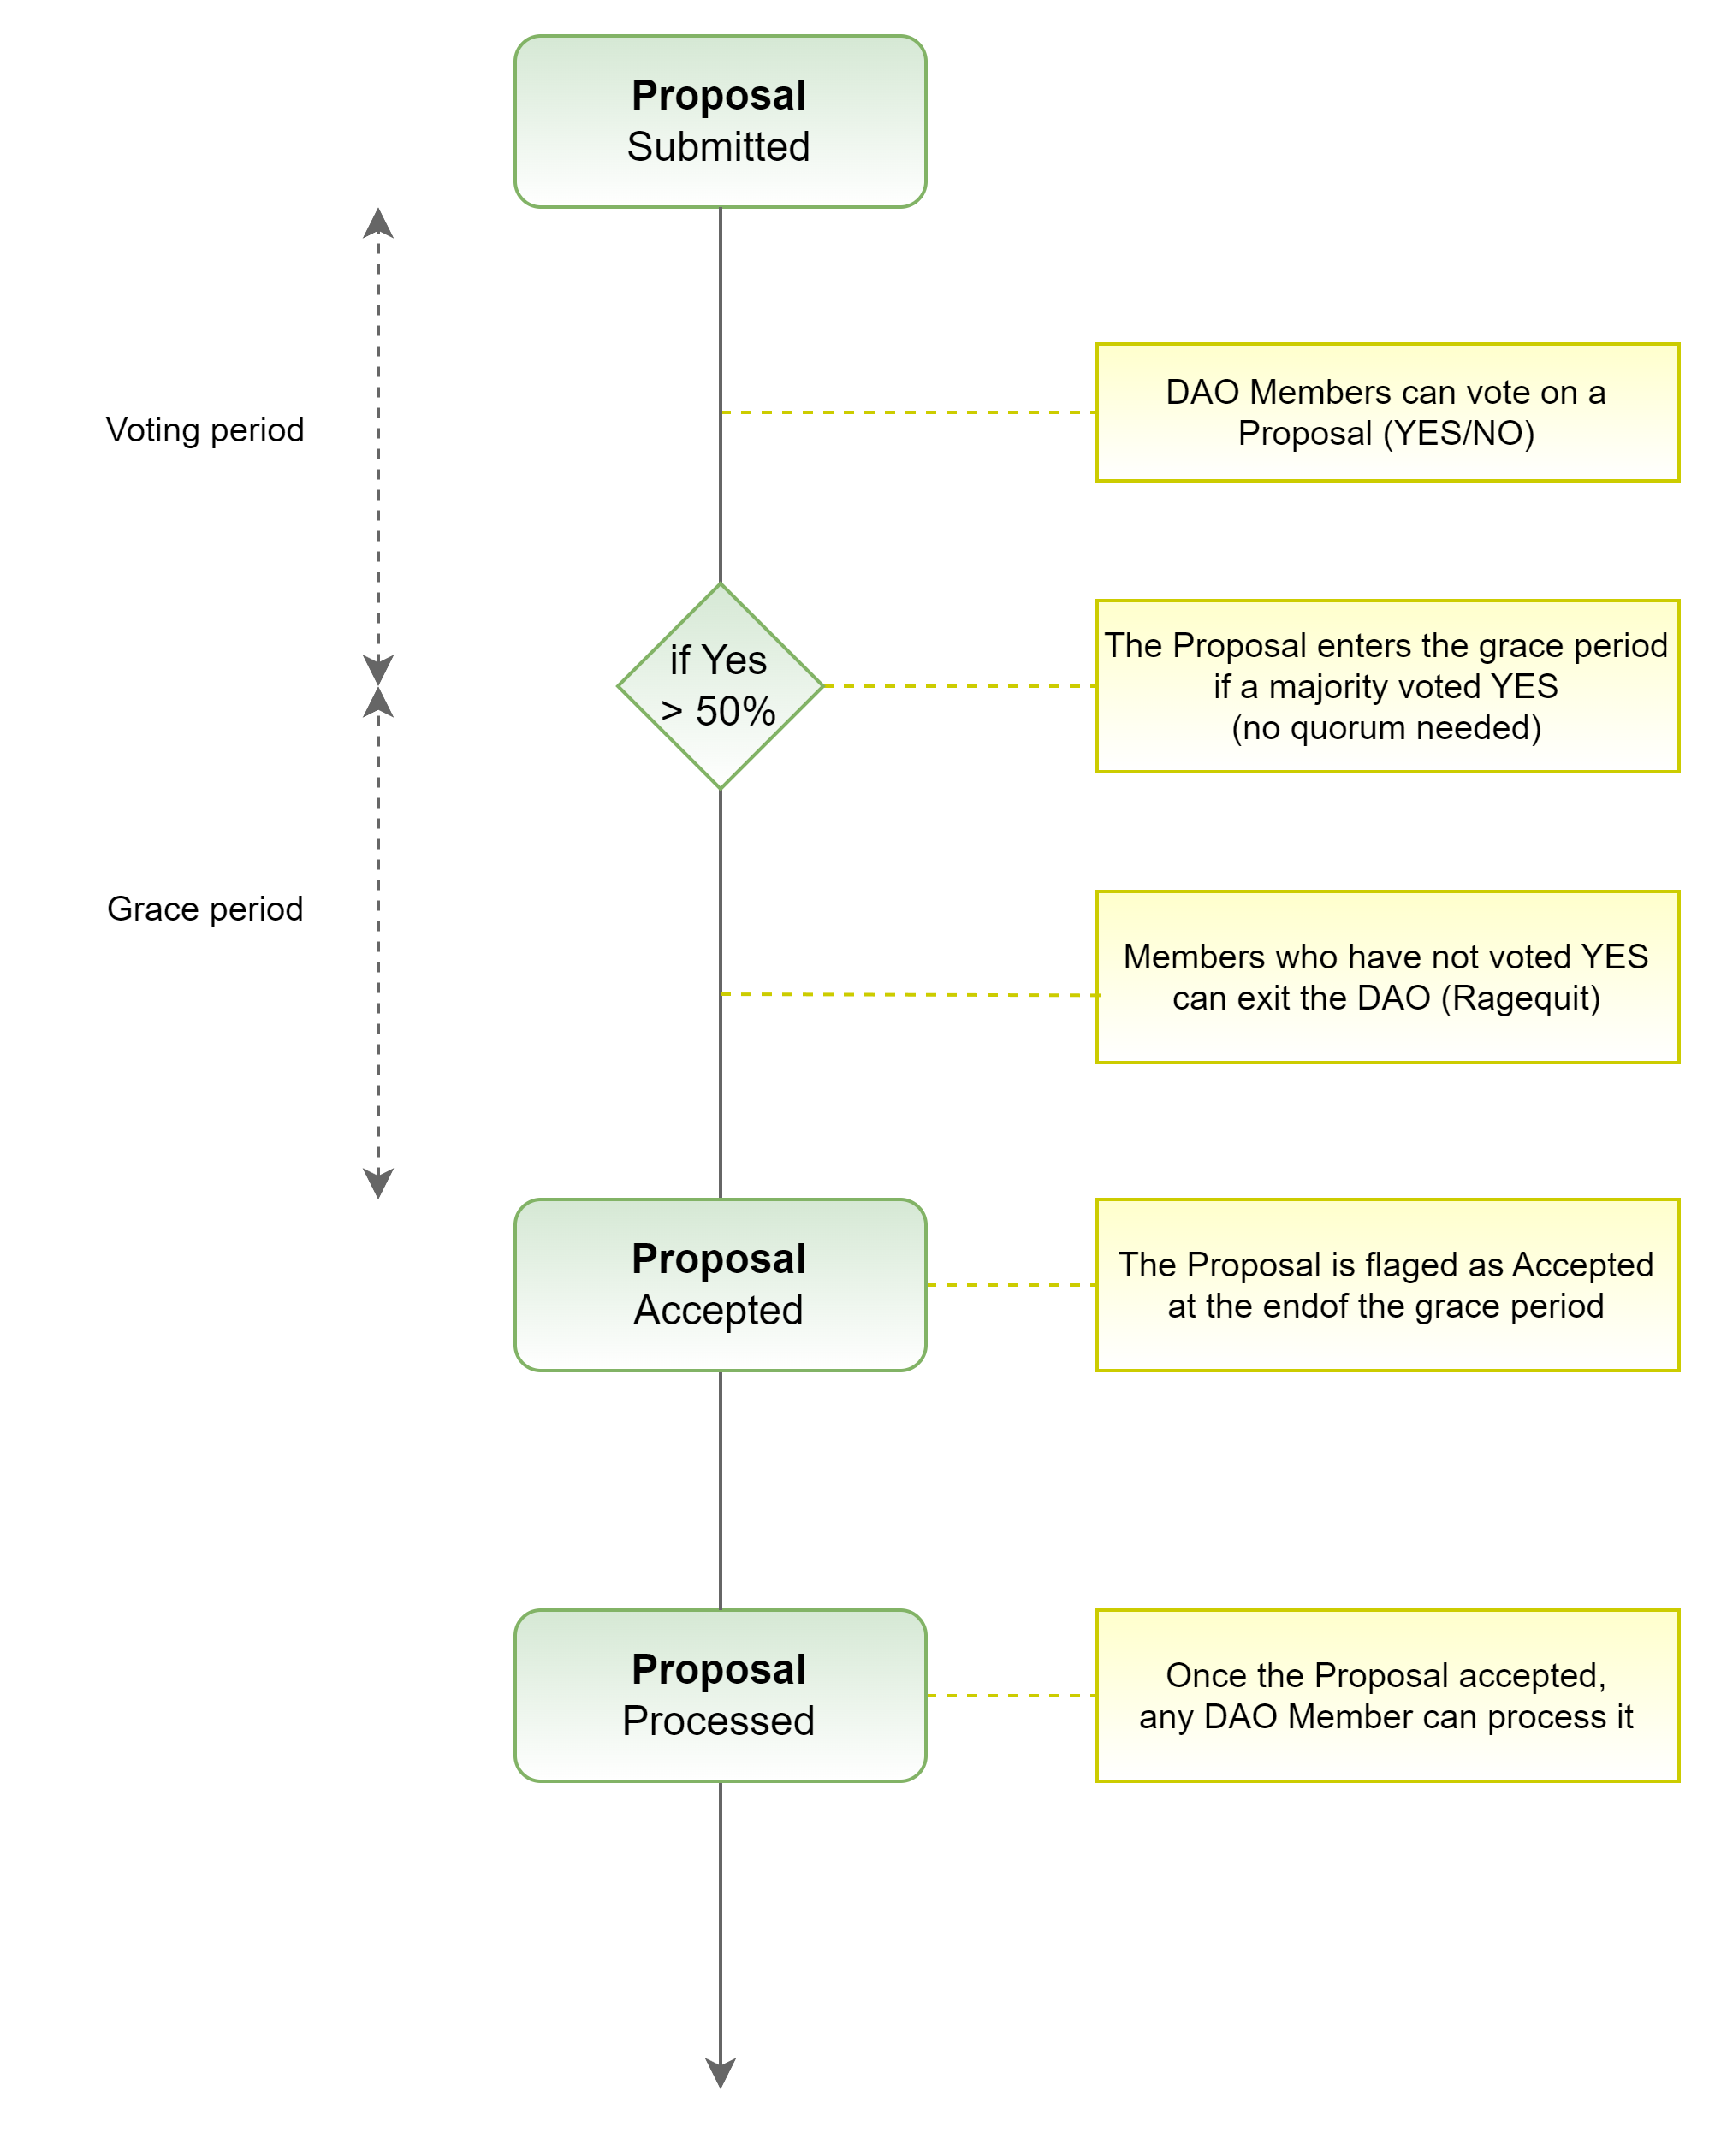 Proposal
Submitted
DAO Members can vote on a
Proposal (YES/NO)
Voting period
if Yes
> 50%
The Proposal enters the grace period
if a majority voted YES
(no quorum needed)
Grace period
Members who have not voted YES
can exit the DAO (Ragequit)
Proposal
Accepted
The Proposal is flaged as Accepted
at the endof the grace period
Proposal
Processed
Once the Proposal accepted,
any DAO Member can process it